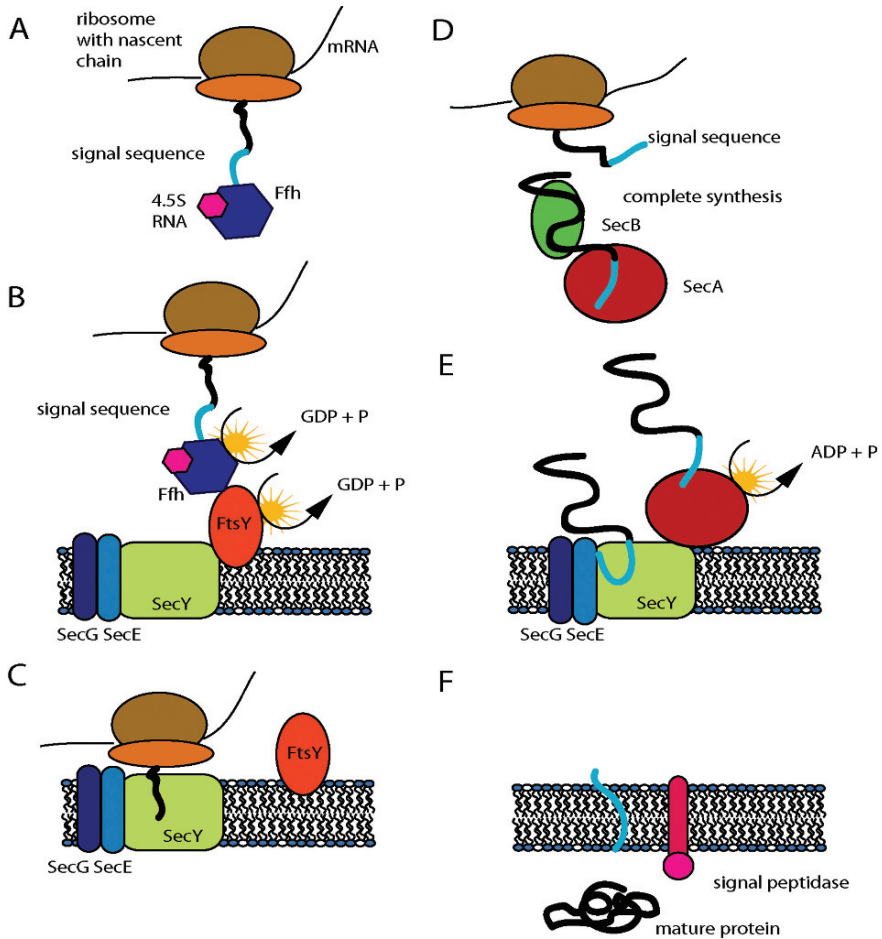 A
ribosome
with nascent
chain
mRNA
signal sequence
4.5S
RNA
Ffh
B
signal sequence
GDP + P
Ffh
GDP + P
FtsY
SecY
SecG SecE
C
FtsY
SecY
SecG SecE
D
signal sequence
complete synthesis
SecB
SecA
E
ADP + P
SecY
SecG SecE
F
signal peptidase
mature protein